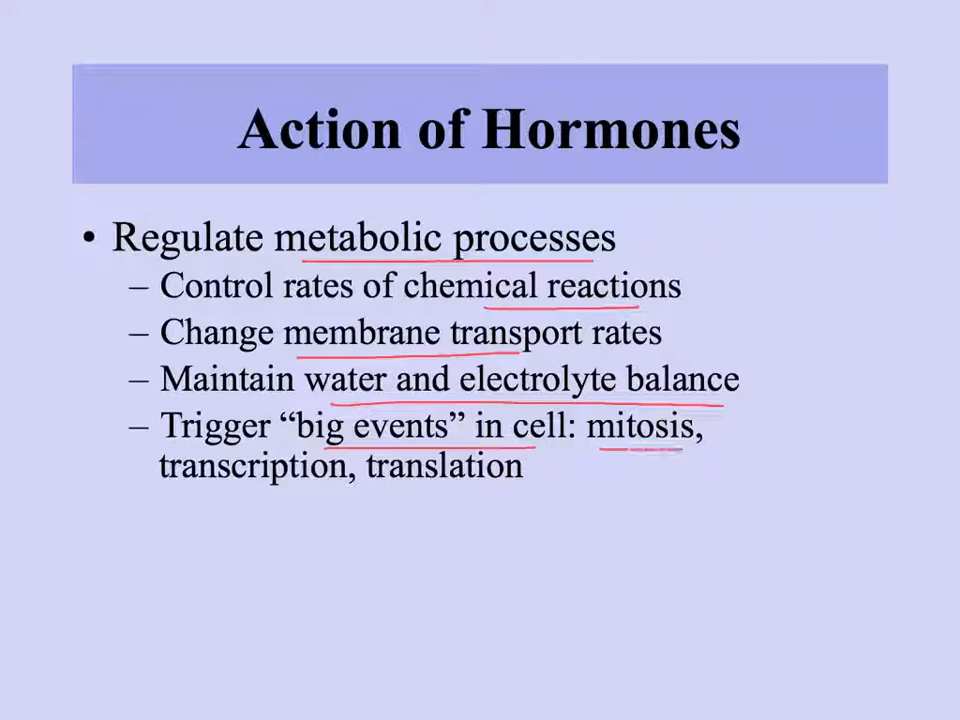 Action of Hormones
• Regulate metabolic processes
– Control rates of chemical reactions
– Change membrane transport rates
– Maintain water and electrolyte balance
– Trigger “big events” in cell: mitosis,
transcription, translation